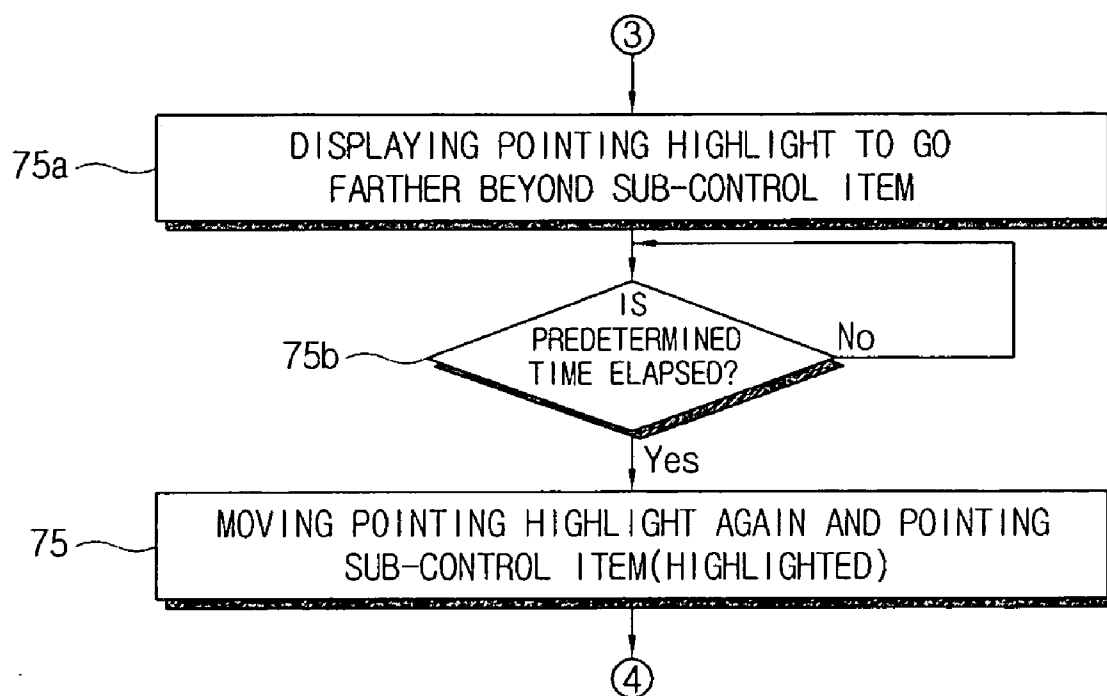 3
75a
DISPLAYING POINTING HIGHLIGHT TO GO
FARTHER BEYOND SUB-CONTROL ITEM
75b
IS
PREDETERMINED
TIME ELAPSED?
No
Yes
75
MOVING POINTING HIGHLIGHT AGAIN AND POINTING
SUB-CONTROL ITEM(HIGHLIGHTED)
4